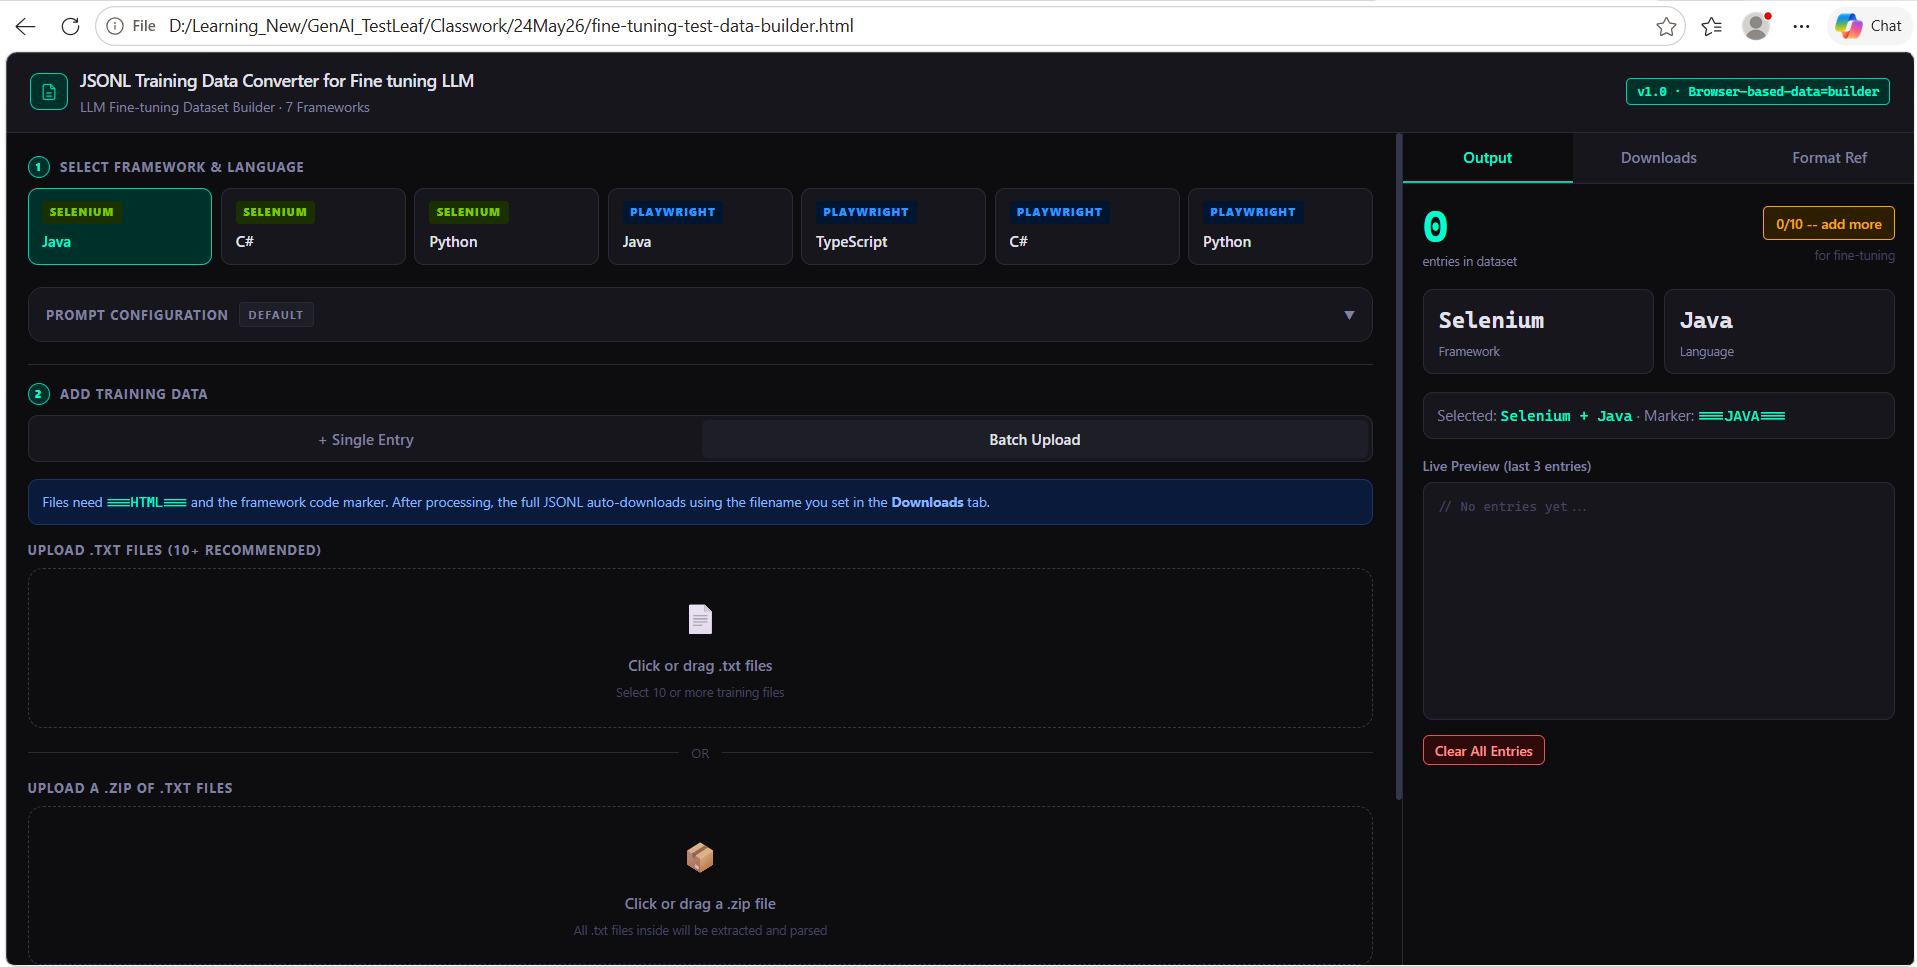 File D:/Learning_New/GenAI_TestLeaf/Classwork/24May26/fine-tuning-test-data-builder.html
Chat
JSONL Training Data Converter for Fine tuning LLM
LLM Fine-tuning Dataset Builder · 7 Frameworks
v1.0 · Browser-based-data=builder
1 SELECT FRAMEWORK & LANGUAGE
SELENIUM
Java
SELENIUM
C#
SELENIUM
Python
PLAYWRIGHT
Java
PLAYWRIGHT
TypeScript
PLAYWRIGHT
C#
PLAYWRIGHT
Python
PROMPT CONFIGURATION DEFAULT ▼
2 ADD TRAINING DATA
+ Single Entry
Batch Upload
Files need ===HTML=== and the framework code marker. After processing, the full JSONL auto-downloads using the filename you set in the Downloads tab.
UPLOAD .TXT FILES (10+ RECOMMENDED)
Click or drag .txt files
Select 10 or more training files
OR
UPLOAD A .ZIP OF .TXT FILES
Click or drag a .zip file
All .txt files inside will be extracted and parsed
Output
Downloads
Format Ref
0
entries in dataset
0/10 -- add more
for fine-tuning
Selenium
Framework
Java
Language
Selected: Selenium + Java · Marker: ===JAVA===
Live Preview (last 3 entries)
// No entries yet...
Clear All Entries